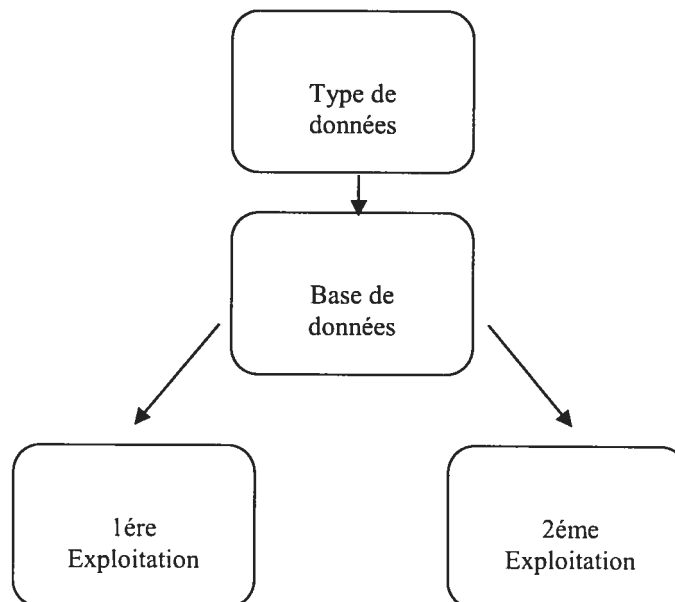 Type de
données
Base de
données
1ére
Exploitation
2éme
Exploitation